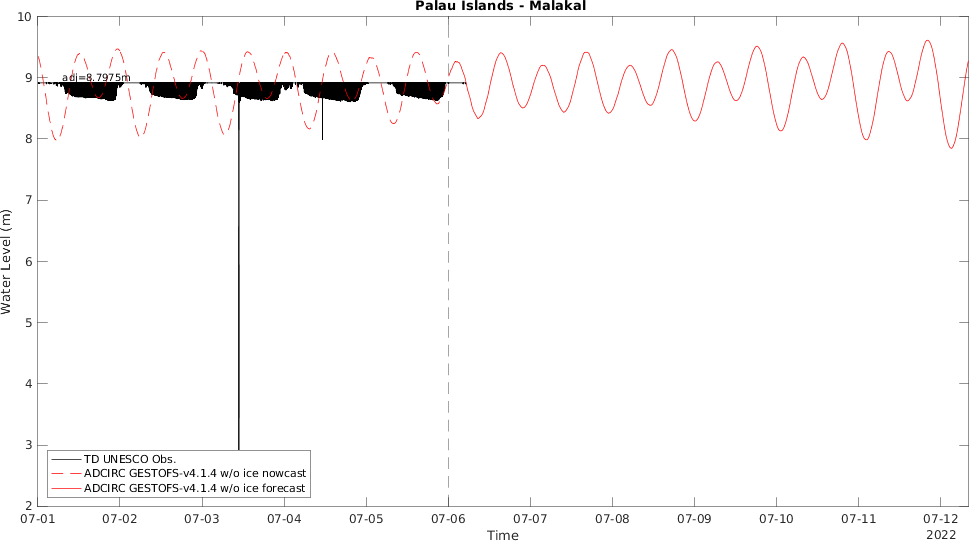 Palau Islands - Malakal
10
9
8
7
6
5
4
3
2
Water Level (m)
adj=8.7975m
TD UNESCO Obs.
ADCIRC GESTOFS-v4.1.4 w/o ice nowcast
ADCIRC GESTOFS-v4.1.4 w/o ice forecast
07-01 07-02 07-03 07-04 07-05 07-06 07-07 07-08 07-09 07-10 07-11 07-12
Time
2022